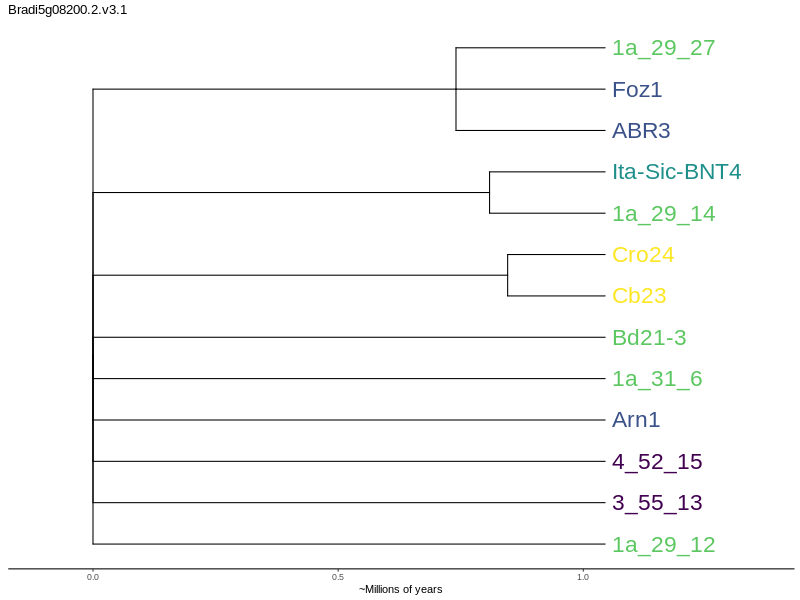 Bradi5g08200.2.v3.1
1a_29_27
Foz1
ABR3
Ita-Sic-BNT4
1a_29_14
Cro24
Cb23
Bd21-3
1a_31_6
Arn1
4_52_15
3_55_13
1a_29_12
0.0 0.5 1.0
~Millions of years